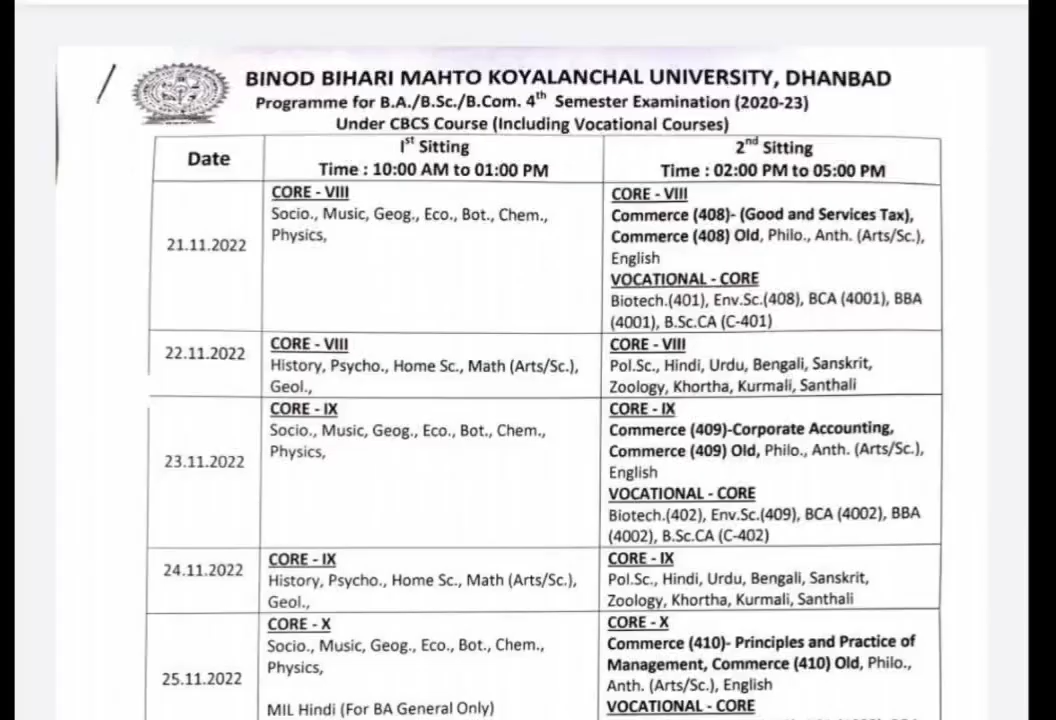 BINOD BIHARI MAHTO KOYALANCHAL UNIVERSITY, DHANBAD
Programme for B.A./B.Sc./B.Com. 4th Semester Examination (2020-23)
Under CBCS Course (Including Vocational Courses)
Date
1st Sitting
Time : 10:00 AM to 01:00 PM
2nd Sitting
Time : 02:00 PM to 05:00 PM
21.11.2022
CORE - VIII
Socio., Music, Geog., Eco., Bot., Chem.,
Physics,
CORE - VIII
Commerce (408)- (Good and Services Tax),
Commerce (408) Old, Philo., Anth. (Arts/Sc.),
English
VOCATIONAL - CORE
Biotech.(401), Env.Sc.(408), BCA (4001), BBA
(4001), B.Sc.CA (C-401)
22.11.2022
CORE - VIII
History, Psycho., Home Sc., Math (Arts/Sc.),
Geol.,
CORE - VIII
Pol.Sc., Hindi, Urdu, Bengali, Sanskrit,
Zoology, Khortha, Kurmali, Santhali
23.11.2022
CORE - IX
Socio., Music, Geog., Eco., Bot., Chem.,
Physics,
CORE - IX
Commerce (409)-Corporate Accounting,
Commerce (409) Old, Philo., Anth. (Arts/Sc.),
English
VOCATIONAL - CORE
Biotech.(402), Env.Sc.(409), BCA (4002), BBA
(4002), B.Sc.CA (C-402)
24.11.2022
CORE - IX
History, Psycho., Home Sc., Math (Arts/Sc.),
Geol.,
CORE - IX
Pol.Sc., Hindi, Urdu, Bengali, Sanskrit,
Zoology, Khortha, Kurmali, Santhali
25.11.2022
CORE - X
Socio., Music, Geog., Eco., Bot., Chem.,
Physics,
MIL Hindi (For BA General Only)
CORE - X
Commerce (410)- Principles and Practice of
Management, Commerce (410) Old, Philo.,
Anth. (Arts/Sc.), English
VOCATIONAL - CORE